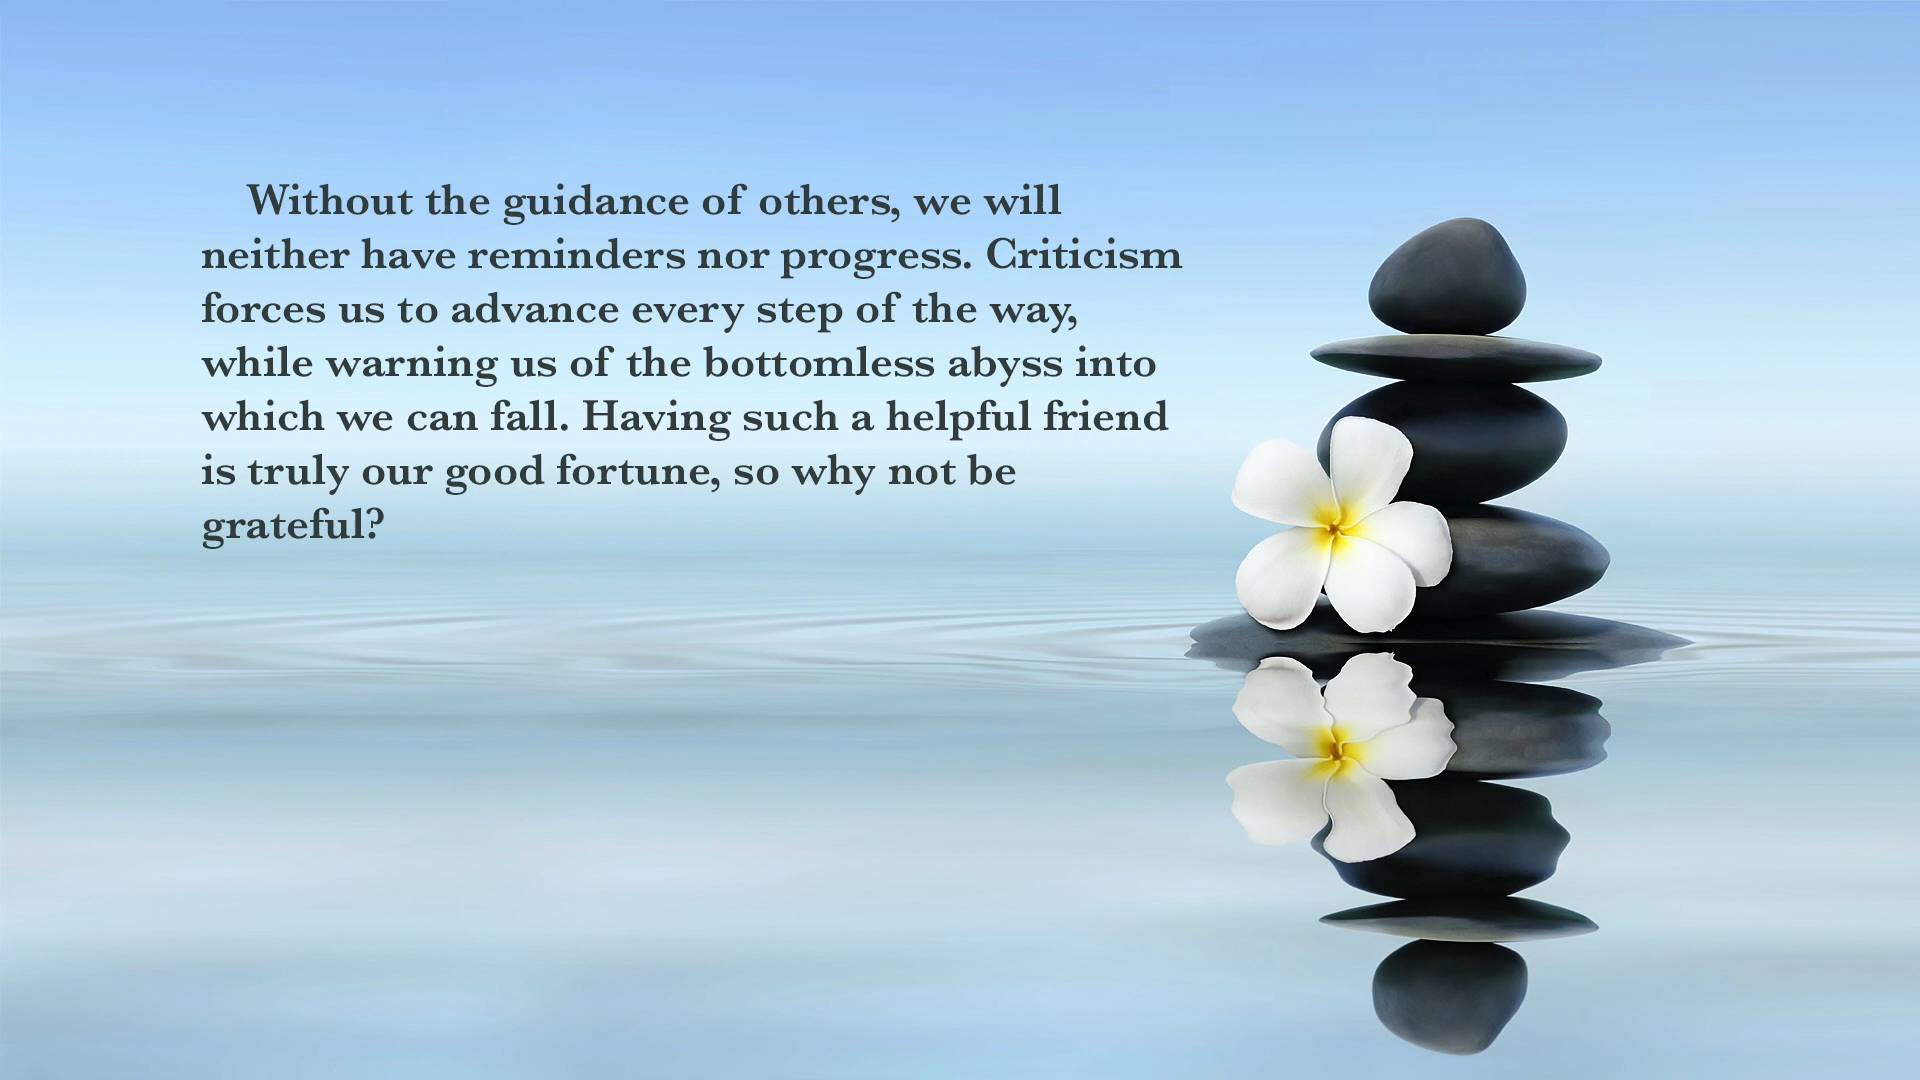 Without the guidance of others, we will
neither have reminders nor progress. Criticism
forces us to advance every step of the way,
while warning us of the bottomless abyss into
which we can fall. Having such a helpful friend
is truly our good fortune, so why not be
grateful?